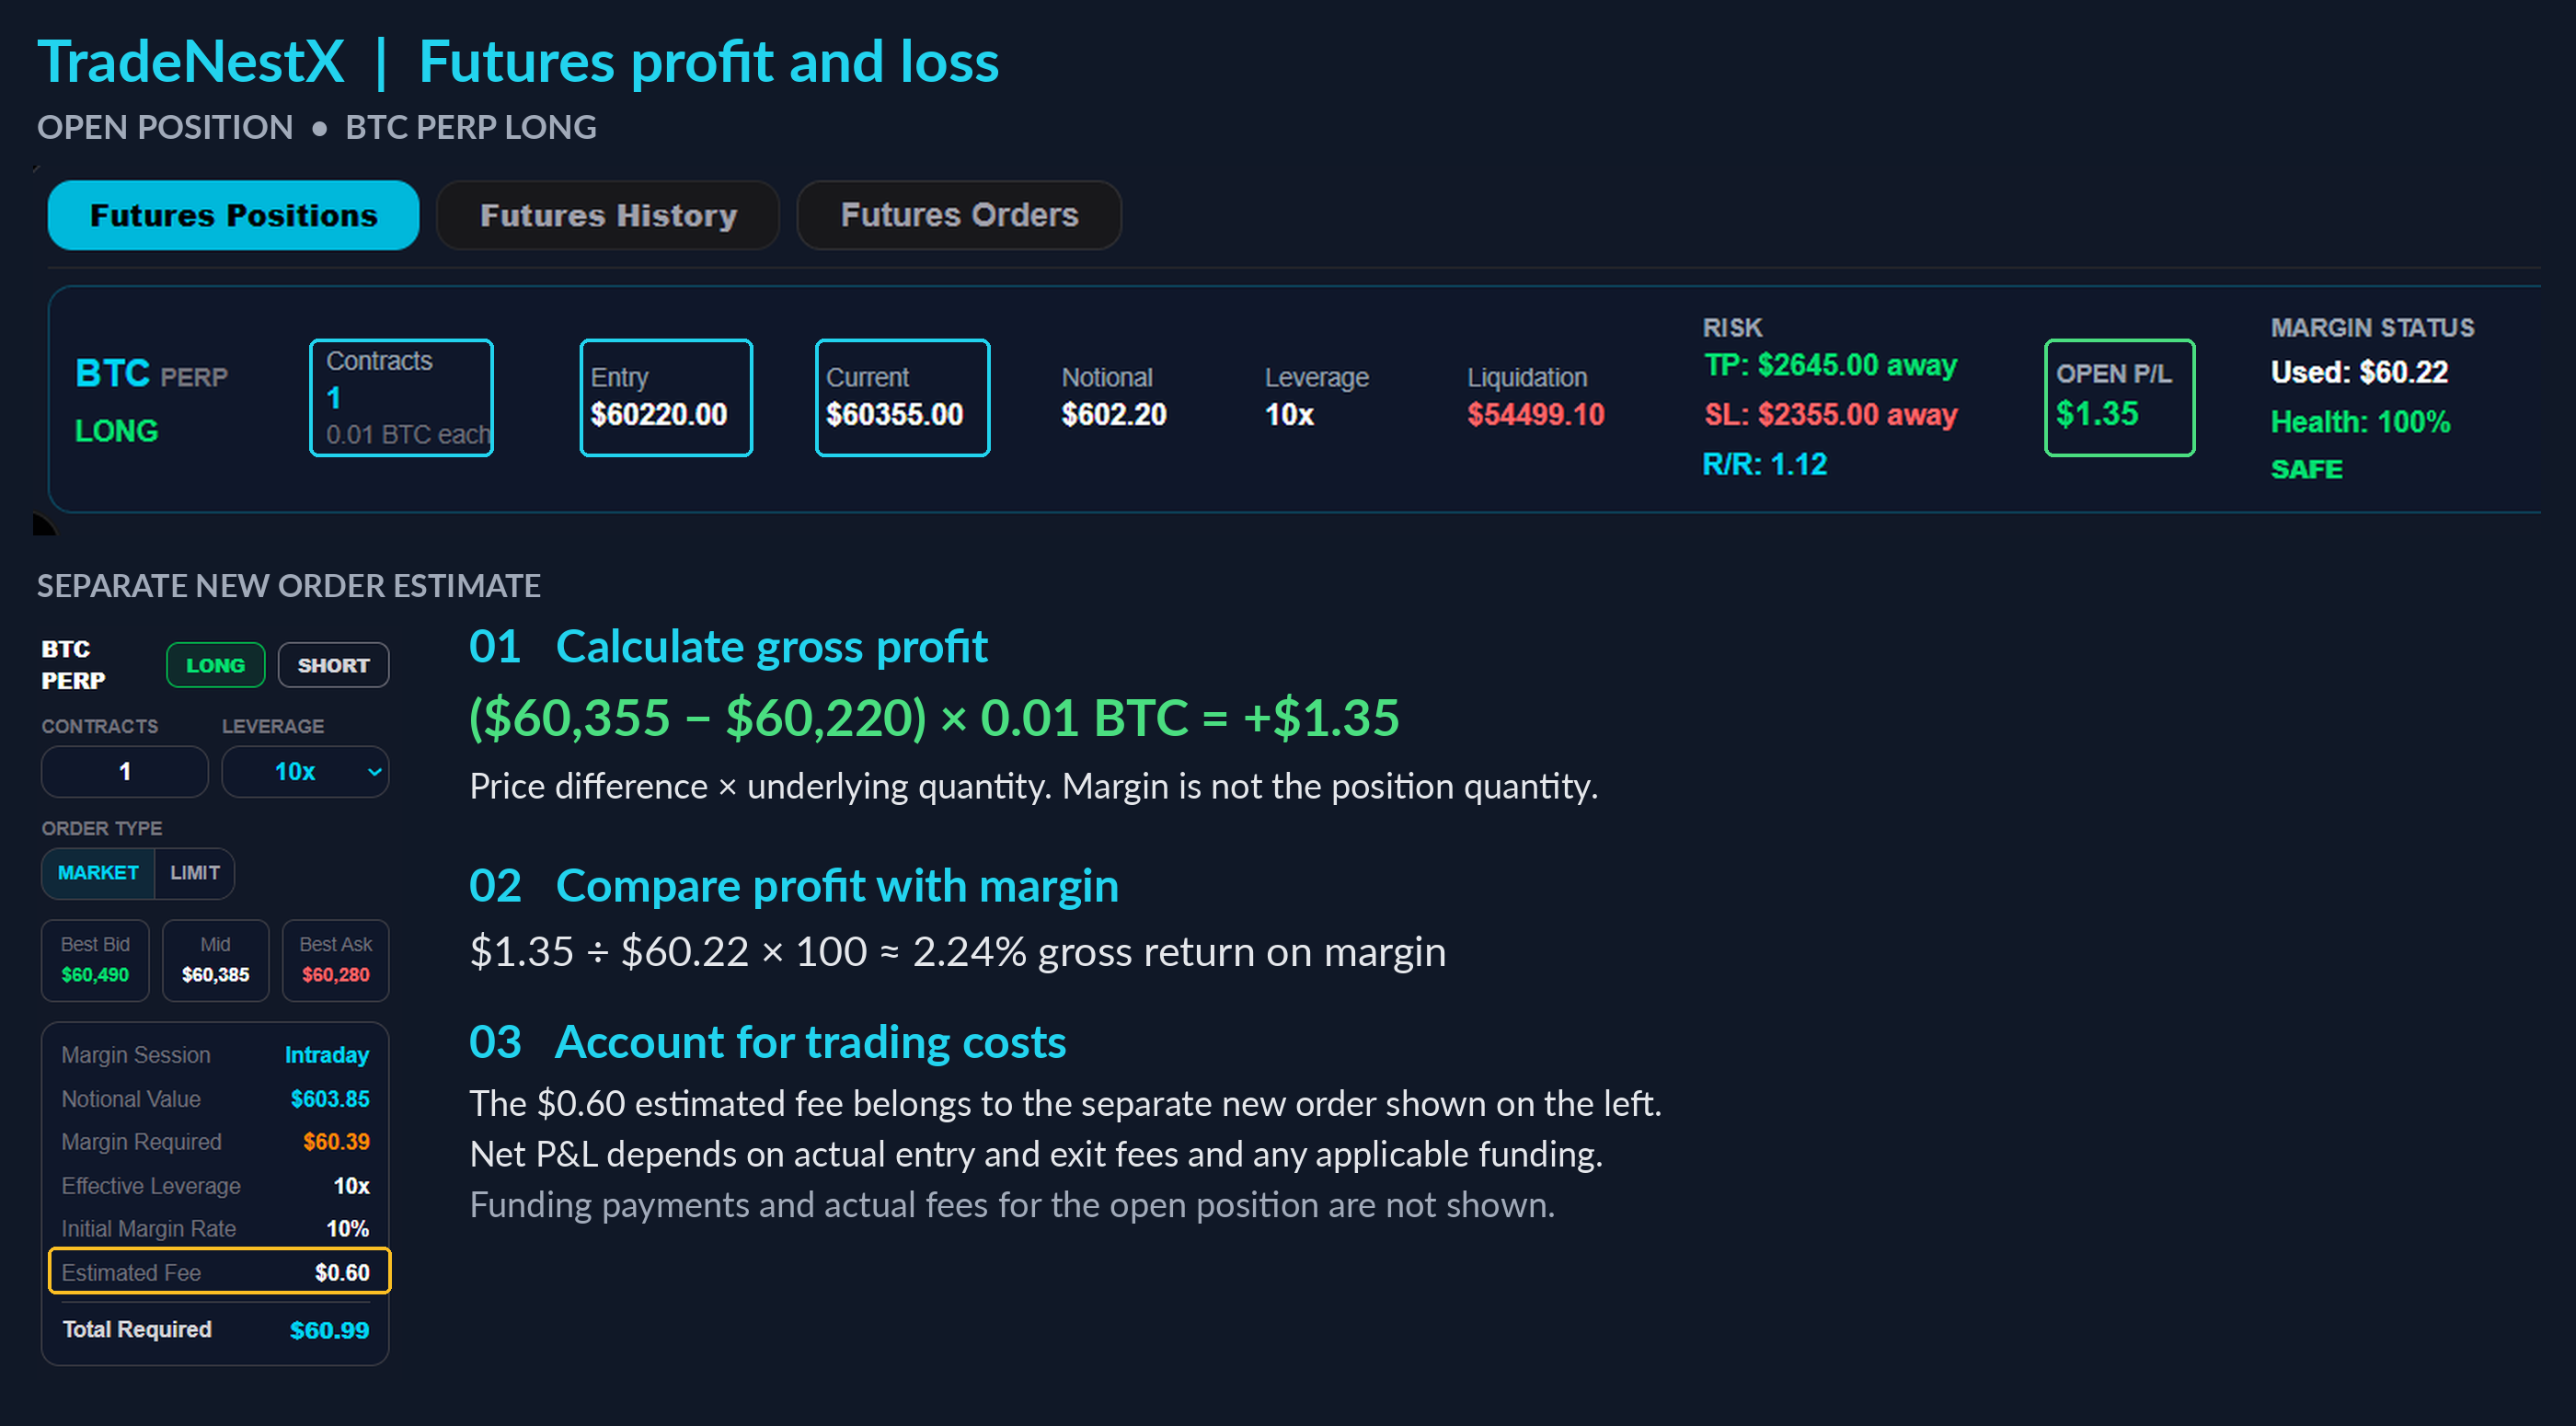 TradeNestX | Futures profit and loss
OPEN POSITION ● BTC PERP LONG
Futures Positions Futures History Futures Orders
BTC PERP
LONG
Contracts
1
0.01 BTC each
Entry
$60220.00
Current
$60355.00
Notional
$602.20
Leverage
10x
Liquidation
$54499.10
RISK
TP: $2645.00 away
SL: $2355.00 away
R/R: 1.12
OPEN P/L
$1.35
MARGIN STATUS
Used: $60.22
Health: 100%
SAFE
SEPARATE NEW ORDER ESTIMATE
BTC
PERP
LONG SHORT
CONTRACTS LEVERAGE
1 10x
ORDER TYPE
MARKET LIMIT
Best Bid Mid Best Ask
$60,490 $60,385 $60,280
Margin Session Intraday
Notional Value $603.85
Margin Required $60.39
Effective Leverage 10x
Initial Margin Rate 10%
Estimated Fee $0.60
Total Required $60.99
01 Calculate gross profit
($60,355 − $60,220) × 0.01 BTC = +$1.35
Price difference × underlying quantity. Margin is not the position quantity.
02 Compare profit with margin
$1.35 ÷ $60.22 × 100 ≈ 2.24% gross return on margin
03 Account for trading costs
The $0.60 estimated fee belongs to the separate new order shown on the left.
Net P&L depends on actual entry and exit fees and any applicable funding.
Funding payments and actual fees for the open position are not shown.